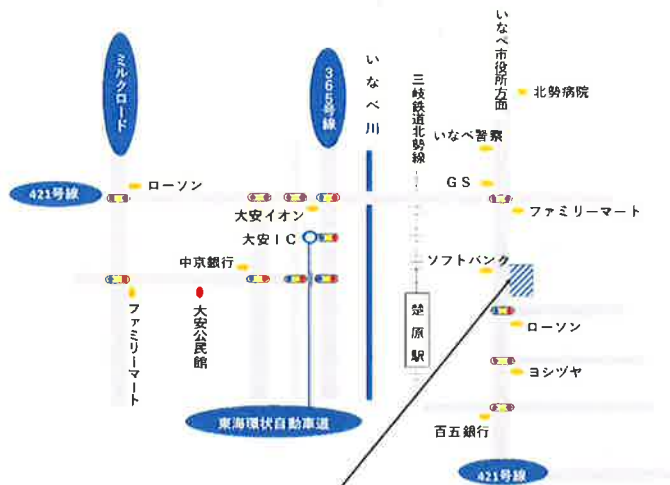 ミルクロード
365号線
いなべ川
三岐鉄道北勢線
いなべ市役所方面
北勢病院
いなべ警察
421号線
ローソン
GS
大安イオン
ファミリーマート
大安IC
中京銀行
ソフトバンク
ファミリーマート
大安公民館
楚原駅
ローソン
ヨシヅヤ
東海環状自動車道
百五銀行
421号線